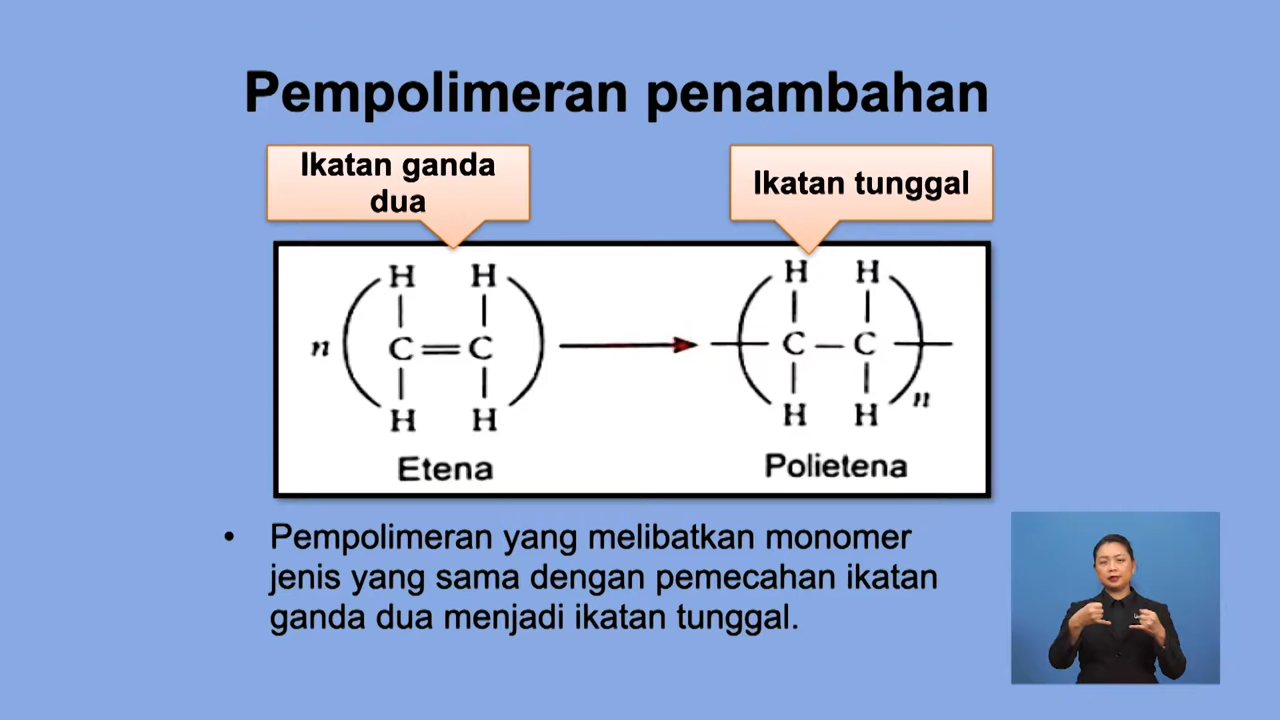 Pempolimeran penambahan
Ikatan ganda
dua
Ikatan tunggal
H H
n C=C
H H
Etena
H H
C–C
H H n
Polietena
• Pempolimeran yang melibatkan monomer
jenis yang sama dengan pemecahan ikatan
ganda dua menjadi ikatan tunggal.